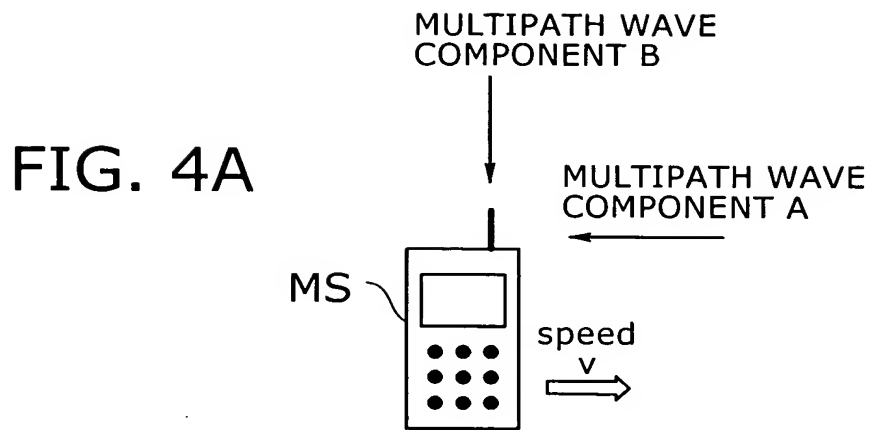 MULTIPATH WAVE
COMPONENT B
FIG. 4A
MULTIPATH WAVE
COMPONENT A
MS
speed
v